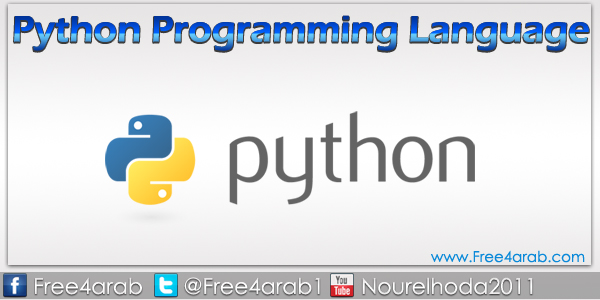 Python Programming Language
python
www.Free4arab.com
f Free4arab t @Free4arab1 You Tube Nourelhoda2011